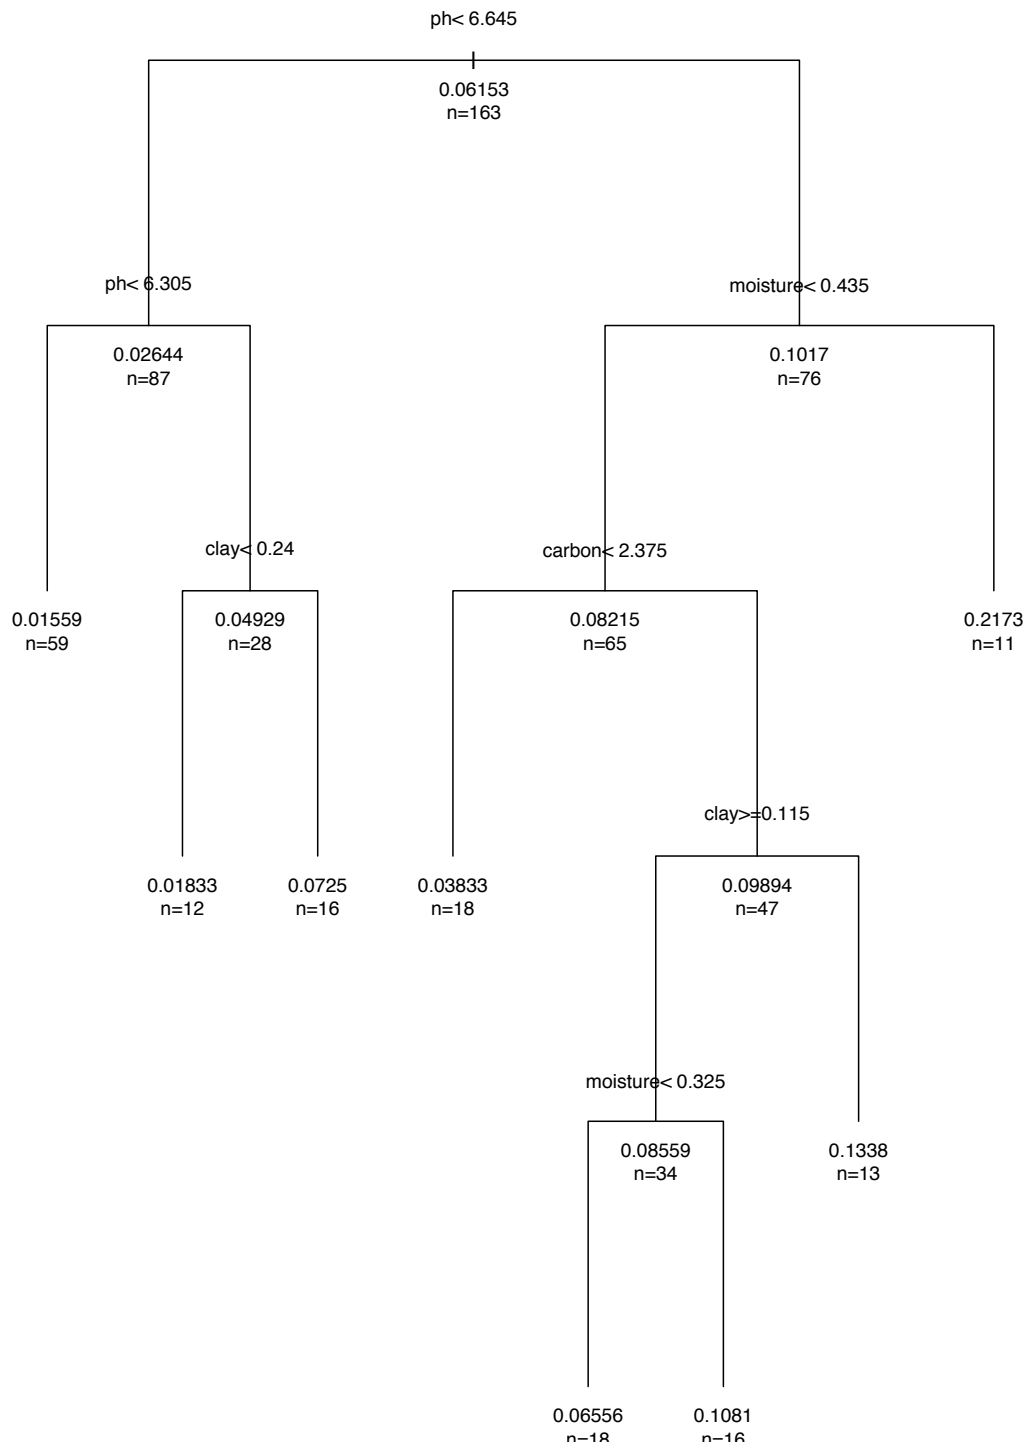 ph< 6.645
0.06153
n=163
ph< 6.305
moisture< 0.435
0.02644
n=87
0.1017
n=76
clay< 0.24
carbon< 2.375
0.01559
n=59
0.04929
n=28
0.08215
n=65
0.2173
n=11
clay>=0.115
0.01833
n=12
0.0725
n=16
0.03833
n=18
0.09894
n=47
moisture< 0.325
0.08559
n=34
0.1338
n=13
0.06556
n=18
0.1081
n=16